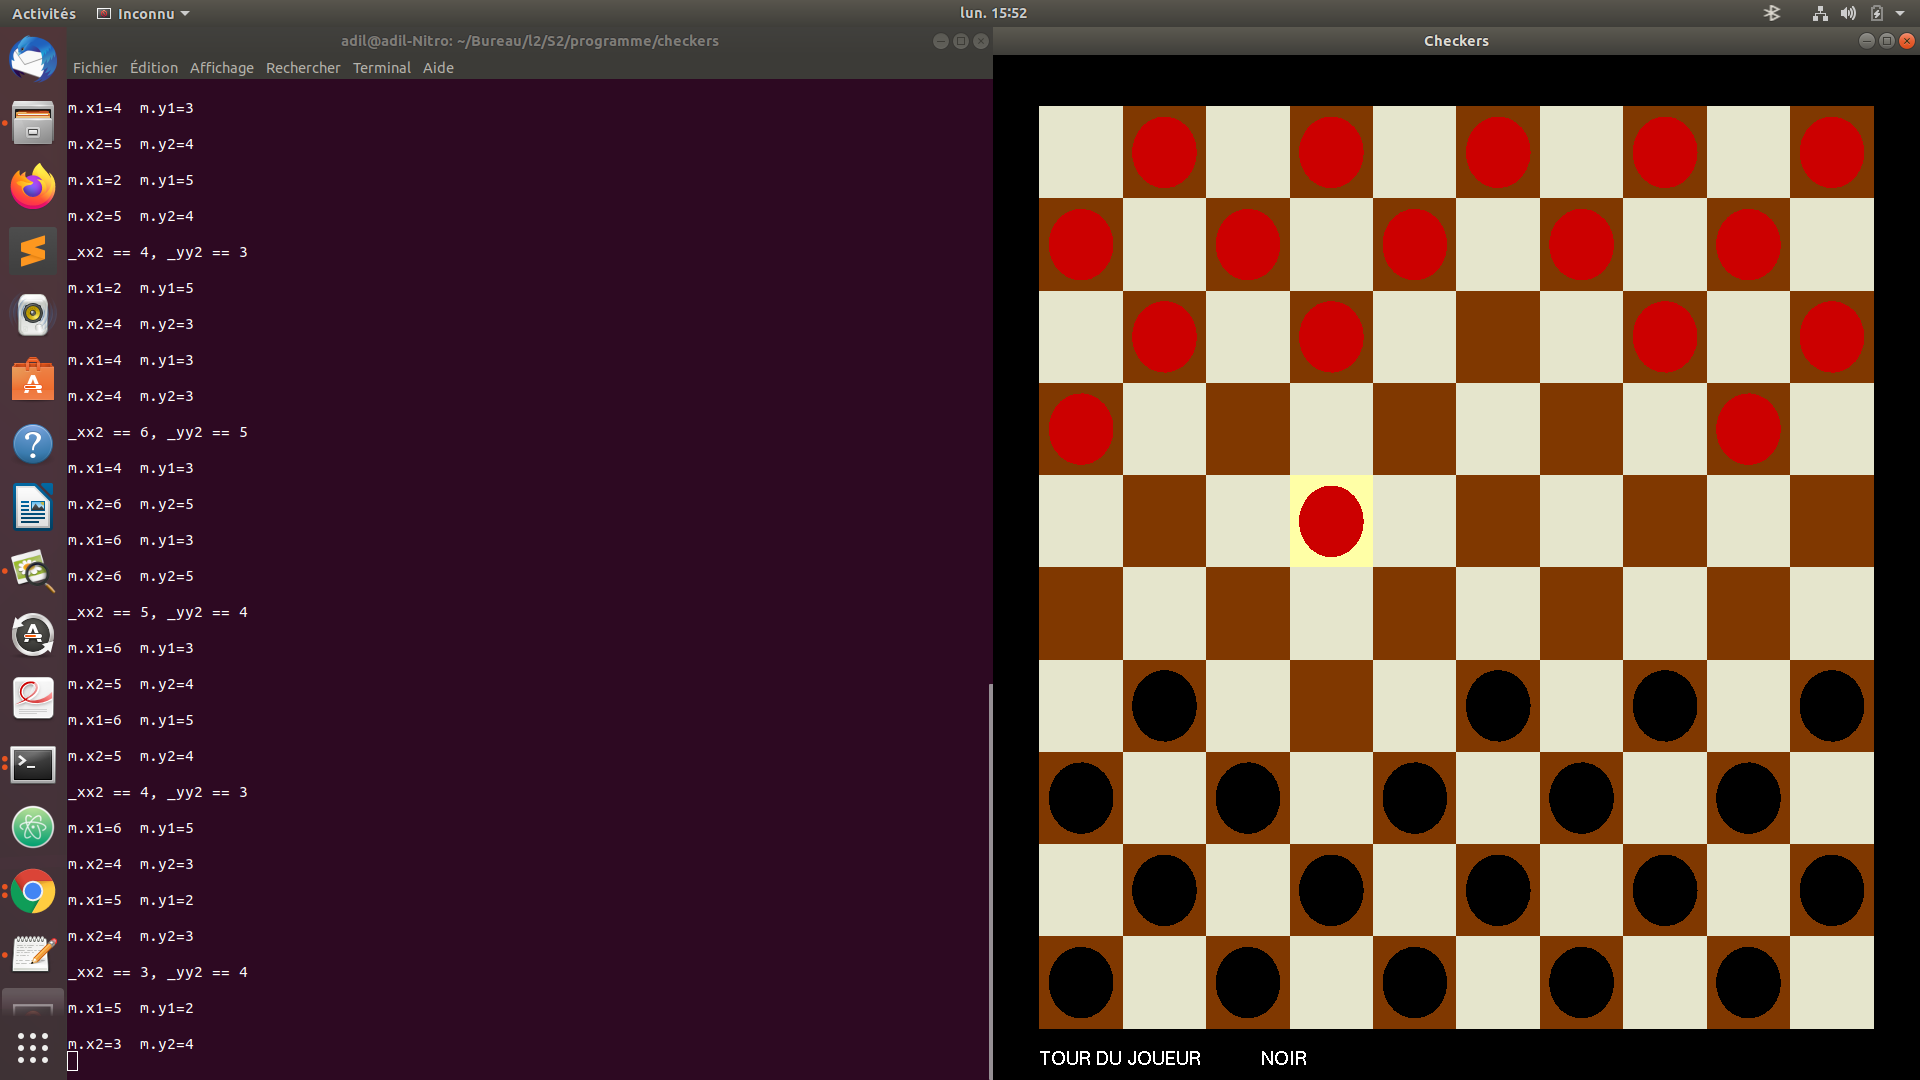 Activités Inconnu lun. 15:52
adil@adil-Nitro: ~/Bureau/l2/S2/programme/checkers
Fichier Édition Affichage Rechercher Terminal Aide
m.x1=4 m.y1=3
m.x2=5 m.y2=4
m.x1=2 m.y1=5
m.x2=5 m.y2=4
_xx2 == 4, _yy2 == 3
m.x1=2 m.y1=5
m.x2=4 m.y2=3
m.x1=4 m.y1=3
m.x2=4 m.y2=3
_xx2 == 6, _yy2 == 5
m.x1=4 m.y1=3
m.x2=6 m.y2=5
m.x1=6 m.y1=3
m.x2=6 m.y2=5
_xx2 == 5, _yy2 == 4
m.x1=6 m.y1=3
m.x2=5 m.y2=4
m.x1=6 m.y1=5
m.x2=5 m.y2=4
_xx2 == 4, _yy2 == 3
m.x1=6 m.y1=5
m.x2=4 m.y2=3
m.x1=5 m.y1=2
m.x2=4 m.y2=3
_xx2 == 3, _yy2 == 4
m.x1=5 m.y1=2
m.x2=3 m.y2=4
Checkers
TOUR DU JOUEUR NOIR